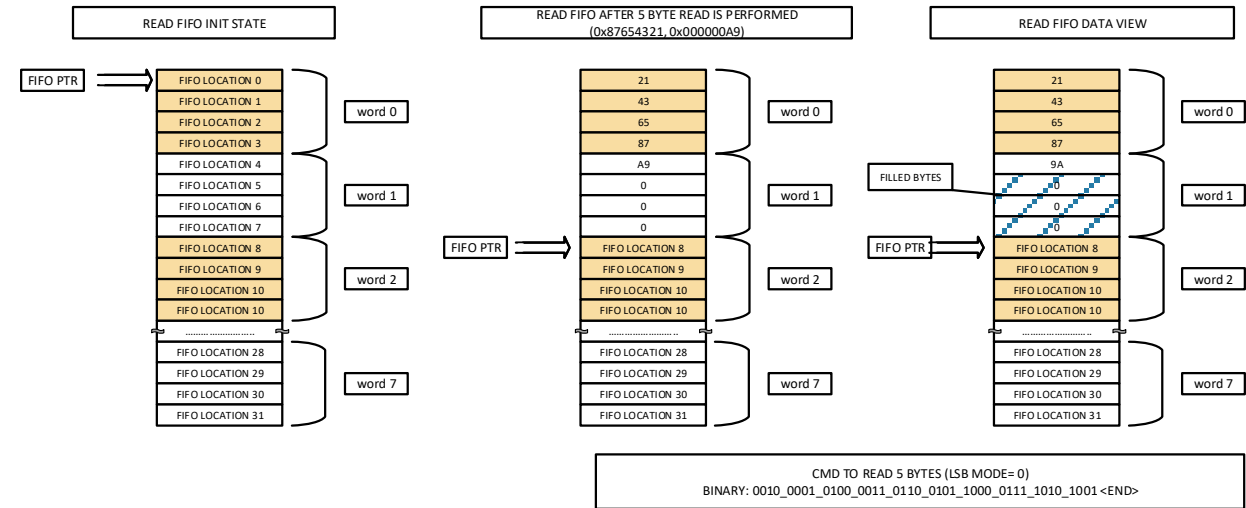 READ FIFO INIT STATE
READ FIFO AFTER 5 BYTE READ IS PERFORMED
(0x87654321, 0x000000A9)
READ FIFO DATA VIEW
FIFO PTR
FIFO LOCATION 0
FIFO LOCATION 1
FIFO LOCATION 2
FIFO LOCATION 3
FIFO LOCATION 4
FIFO LOCATION 5
FIFO LOCATION 6
FIFO LOCATION 7
FIFO LOCATION 8
FIFO LOCATION 9
FIFO LOCATION 10
FIFO LOCATION 10
............................
FIFO LOCATION 28
FIFO LOCATION 29
FIFO LOCATION 30
FIFO LOCATION 31
word 0
word 1
word 2
word 7
FIFO PTR
21
43
65
87
A9
0
0
0
FIFO LOCATION 8
FIFO LOCATION 9
FIFO LOCATION 10
FIFO LOCATION 10
............................
FIFO LOCATION 28
FIFO LOCATION 29
FIFO LOCATION 30
FIFO LOCATION 31
word 0
word 1
word 2
word 7
FILLED BYTES
FIFO PTR
21
43
65
87
9A
0
0
0
FIFO LOCATION 8
FIFO LOCATION 9
FIFO LOCATION 10
FIFO LOCATION 10
............................
FIFO LOCATION 28
FIFO LOCATION 29
FIFO LOCATION 30
FIFO LOCATION 31
word 0
word 1
word 2
word 7
CMD TO READ 5 BYTES (LSB MODE= 0)
BINARY: 0010_0001_0100_0011_0110_0101_1000_0111_1010_1001<END>